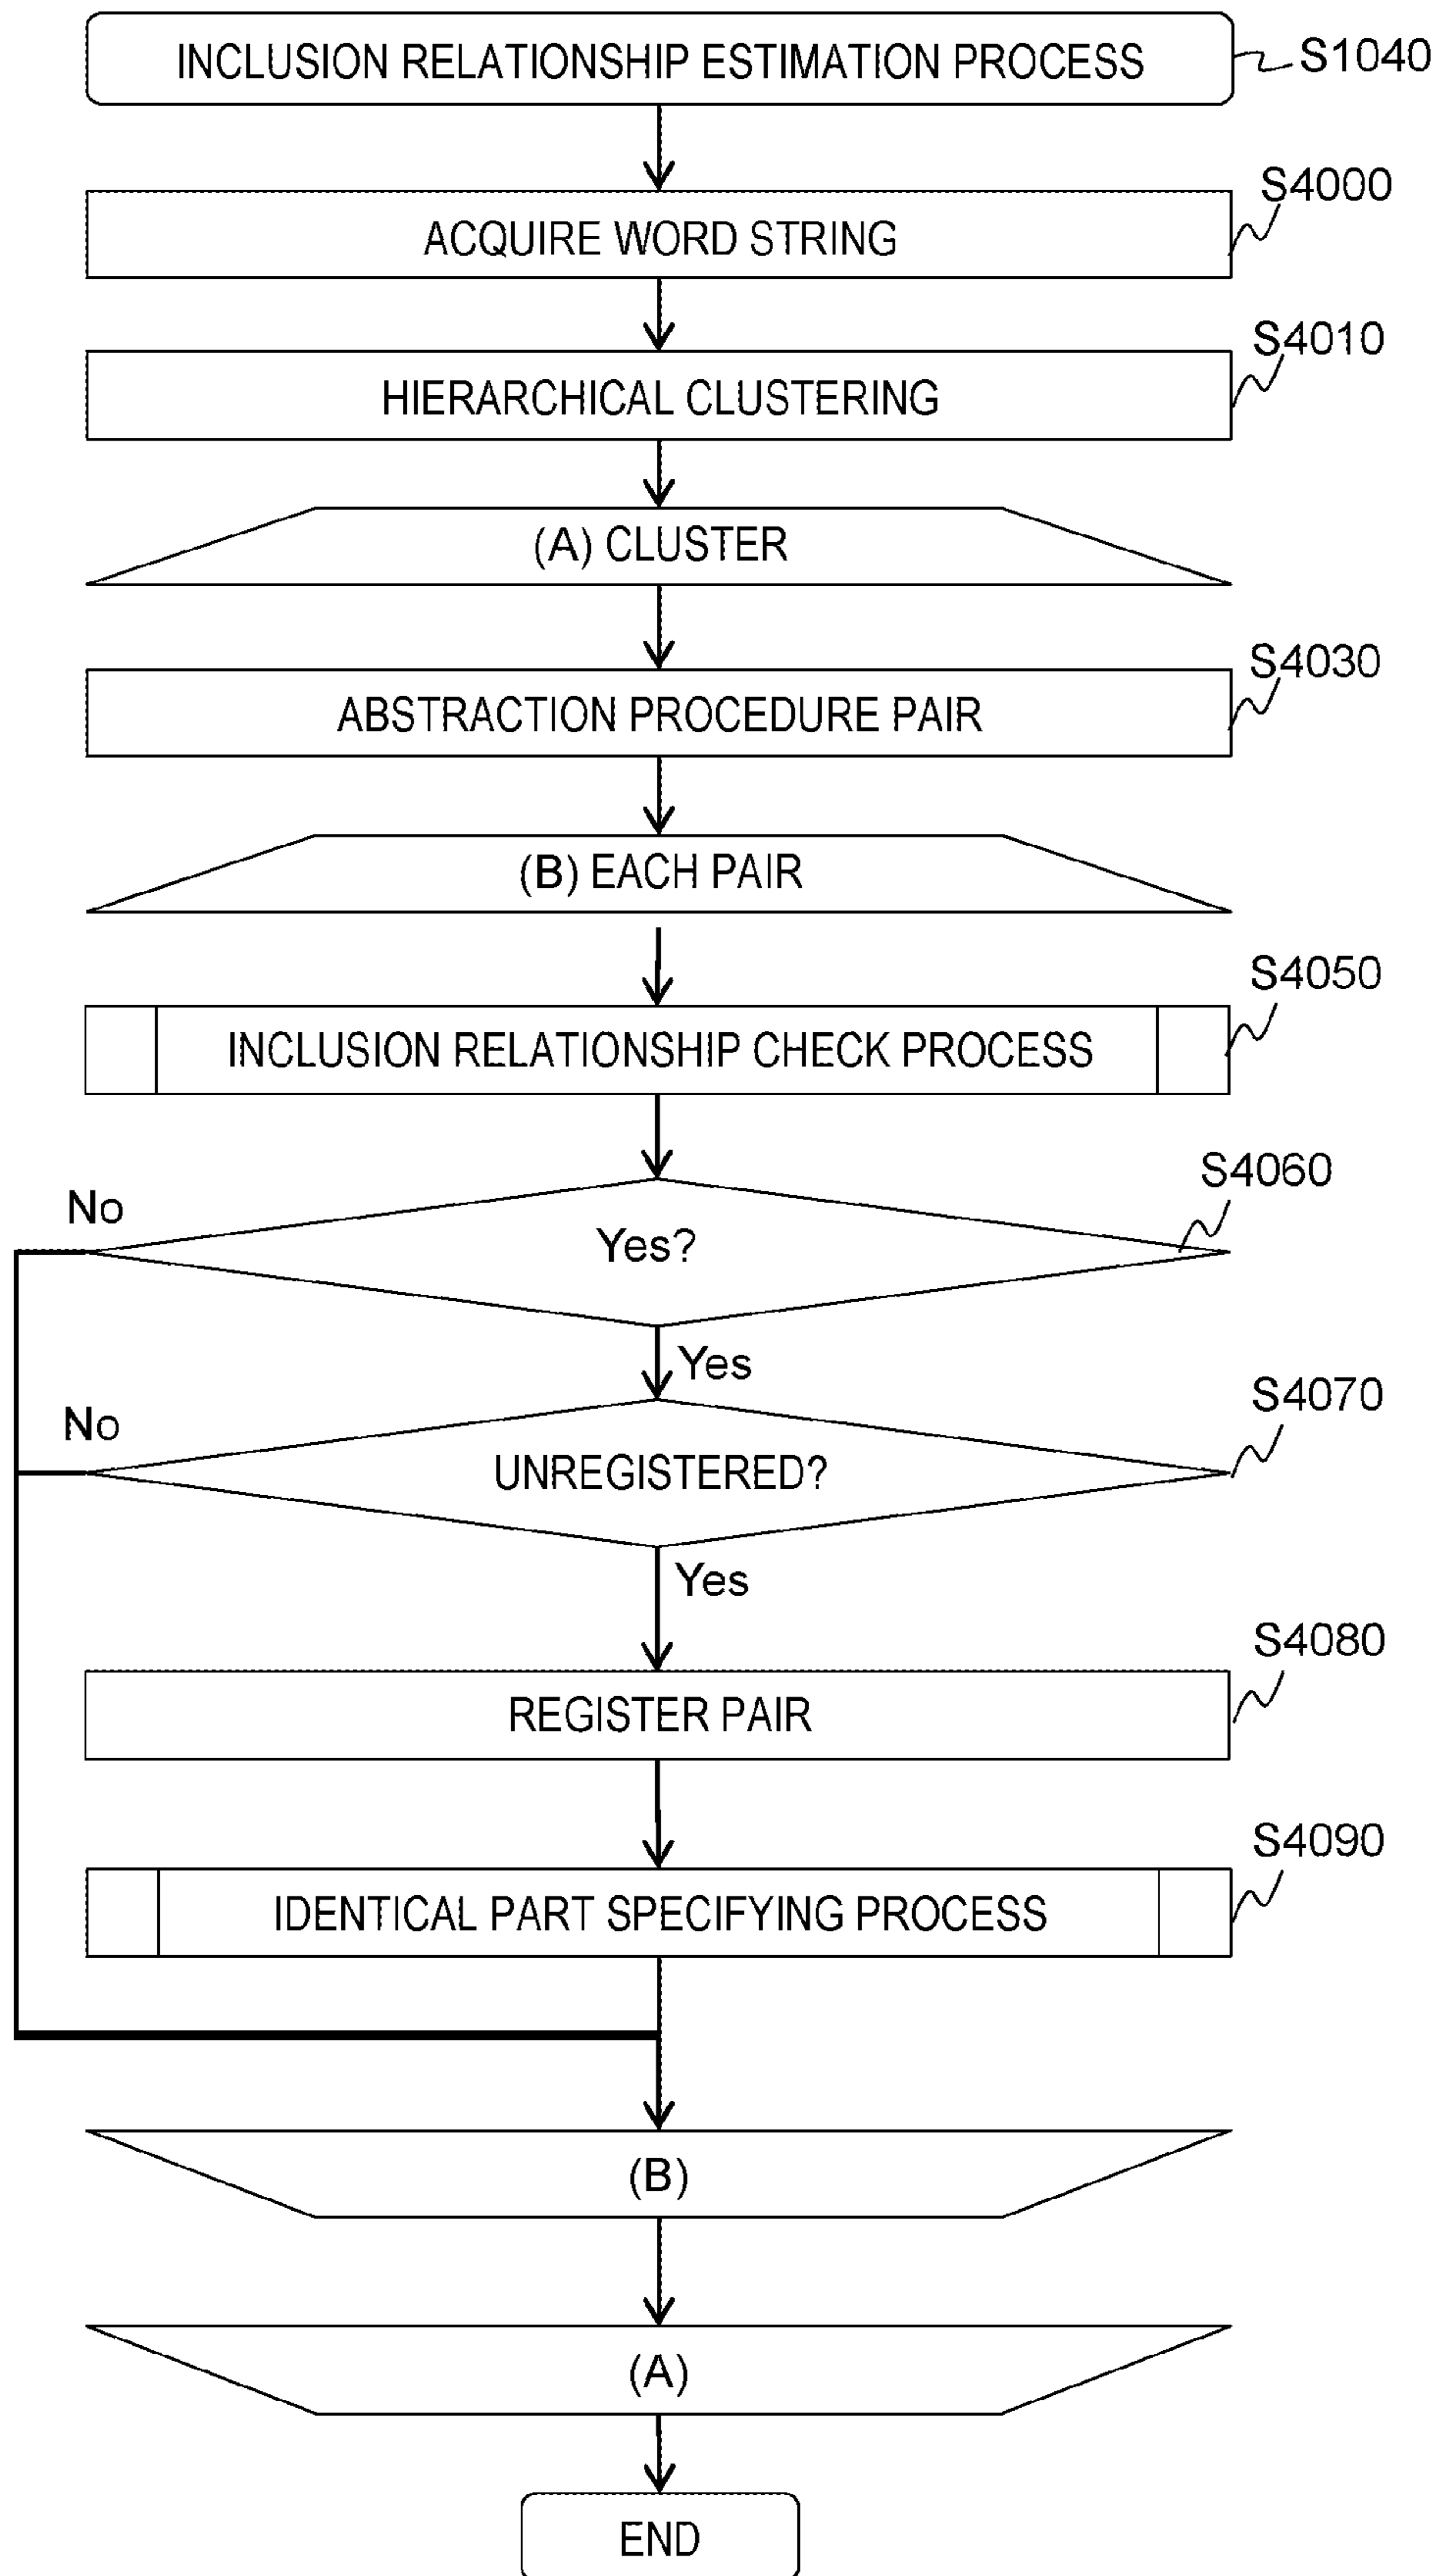 INCLUSION RELATIONSHIP ESTIMATION PROCESS
S1040
S4000
ACQUIRE WORD STRING
S4010
HIERARCHICAL CLUSTERING
(A) CLUSTER
S4030
ABSTRACTION PROCEDURE PAIR
(B) EACH PAIR
S4050
INCLUSION RELATIONSHIP CHECK PROCESS
S4060
No
Yes?
Yes
S4070
No
UNREGISTERED?
Yes
S4080
REGISTER PAIR
S4090
IDENTICAL PART SPECIFYING PROCESS
(B)
(A)
END